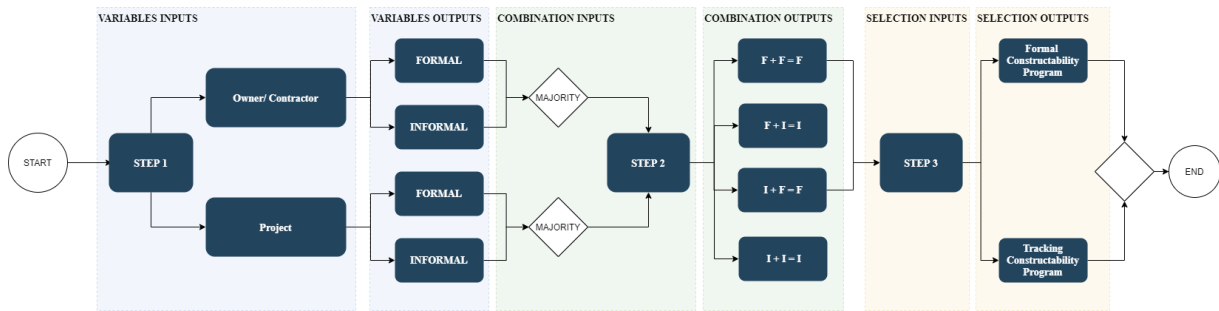 VARIABLES INPUTS
VARIABLES OUTPUTS
COMBINATION INPUTS
COMBINATION OUTPUTS
SELECTION INPUTS
SELECTION OUTPUTS
START
STEP 1
Owner/ Contractor
Project
FORMAL
INFORMAL
FORMAL
INFORMAL
MAJORITY
MAJORITY
STEP 2
F + F = F
F + I = I
I + F = F
I + I = I
STEP 3
Formal
Constructability
Program
Tracking
Constructability
Program
END